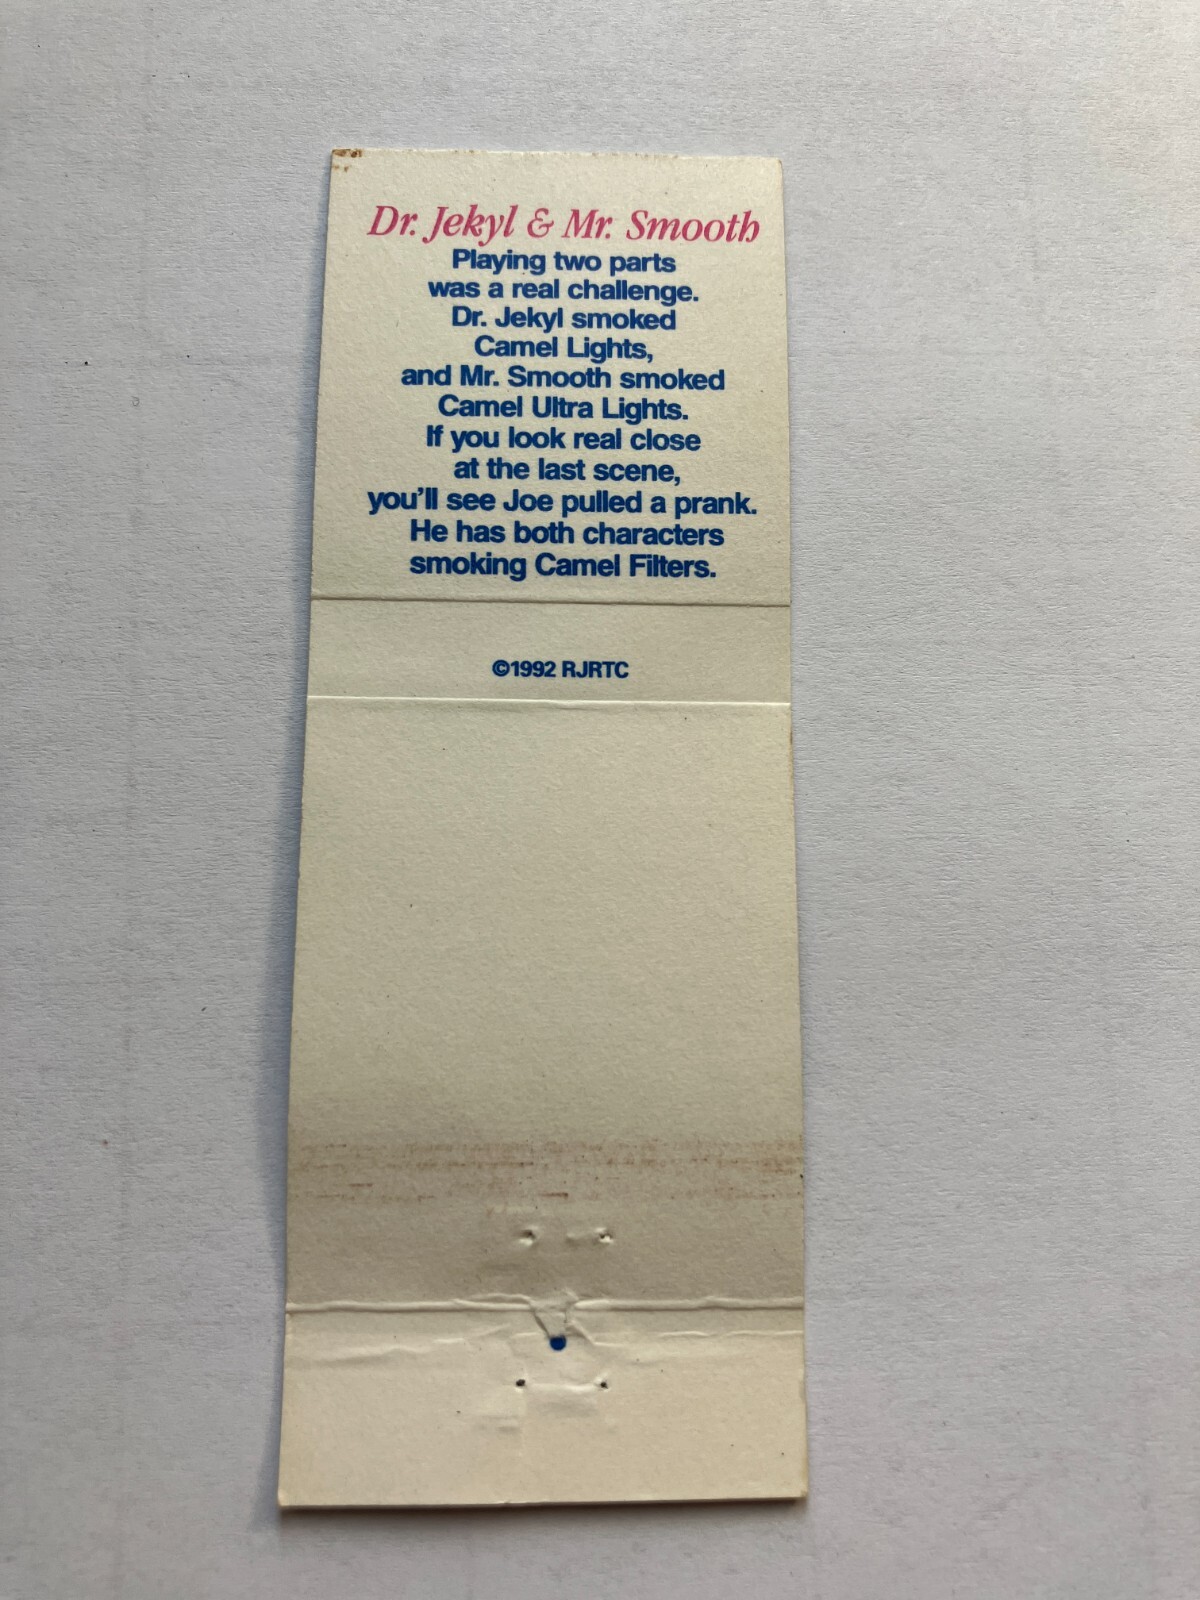 Dr. Jekyl & Mr. Smooth
Playing two parts
was a real challenge.
Dr. Jekyl smoked
Camel Lights,
and Mr. Smooth smoked
Camel Ultra Lights.
If you look real close
at the last scene,
you'll see Joe pulled a prank.
He has both characters
smoking Camel Filters.
©1992 RJRTC